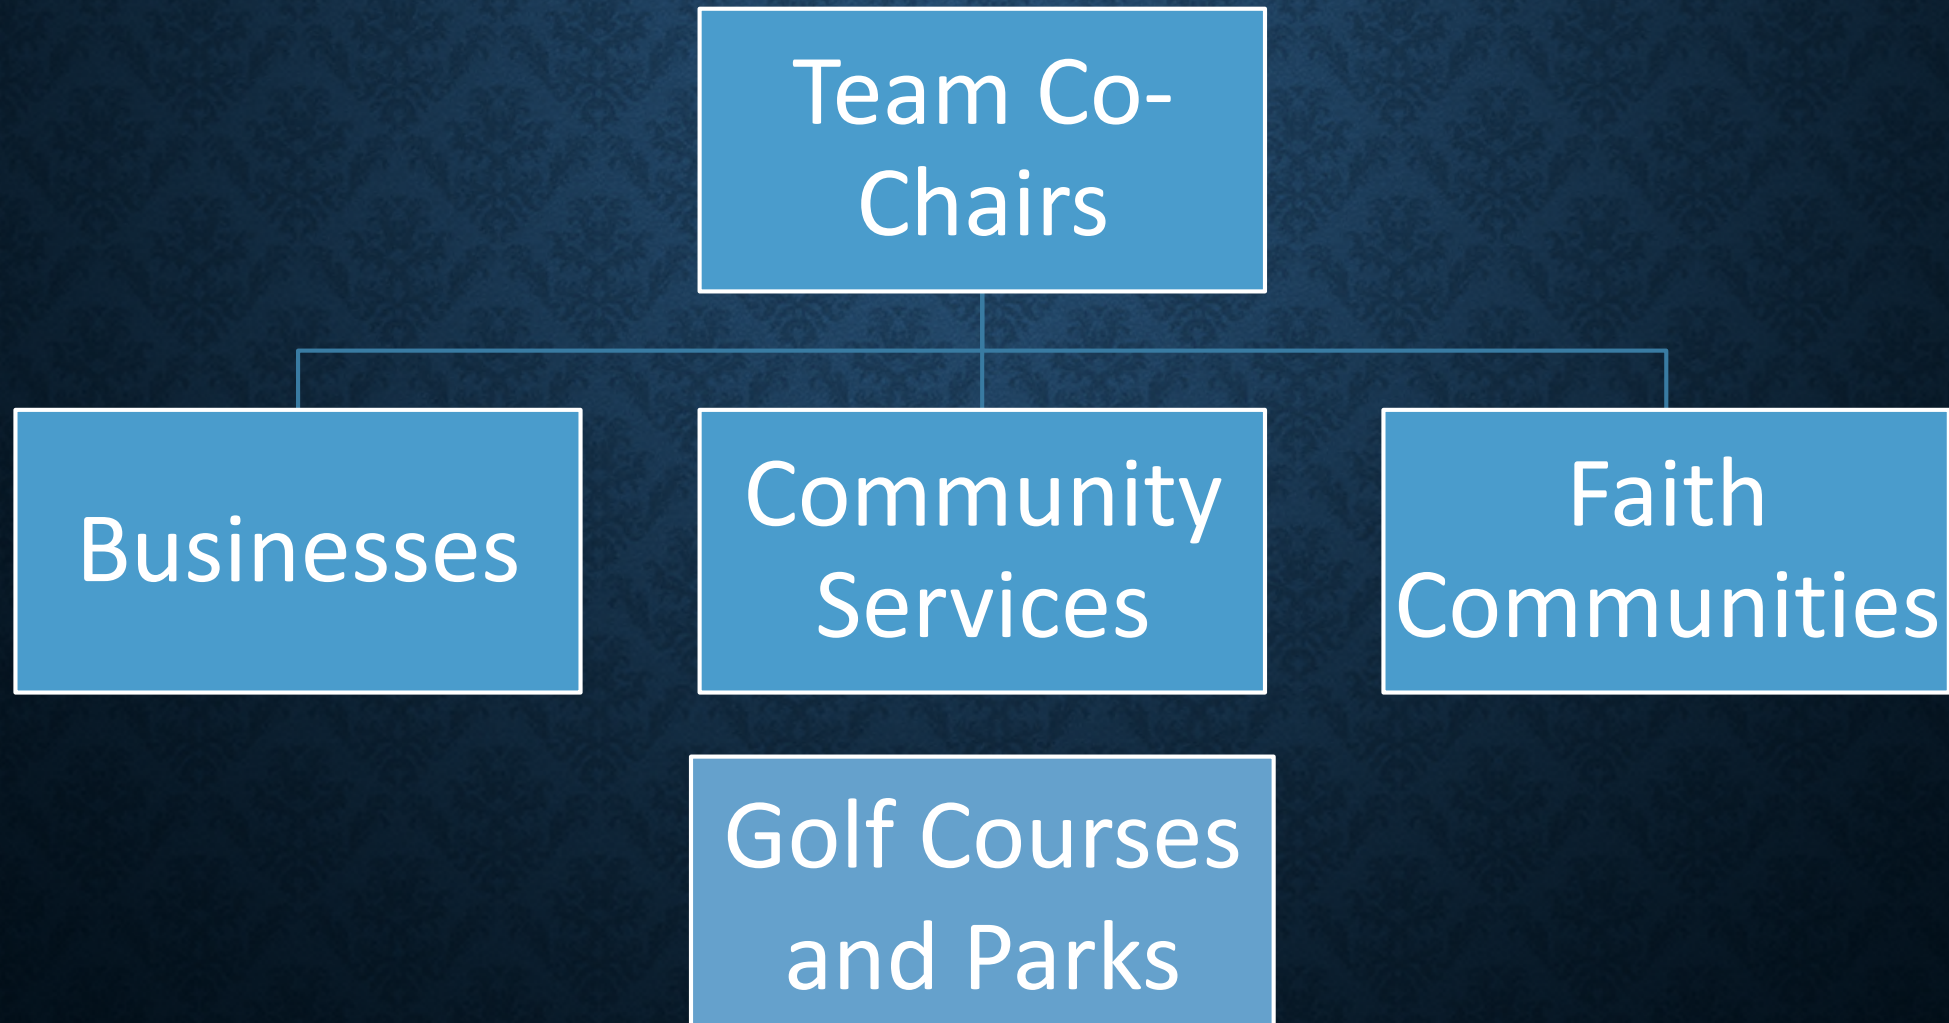 Team Co-
Chairs
Businesses
Community
Services
Faith
Communities
Golf Courses
and Parks